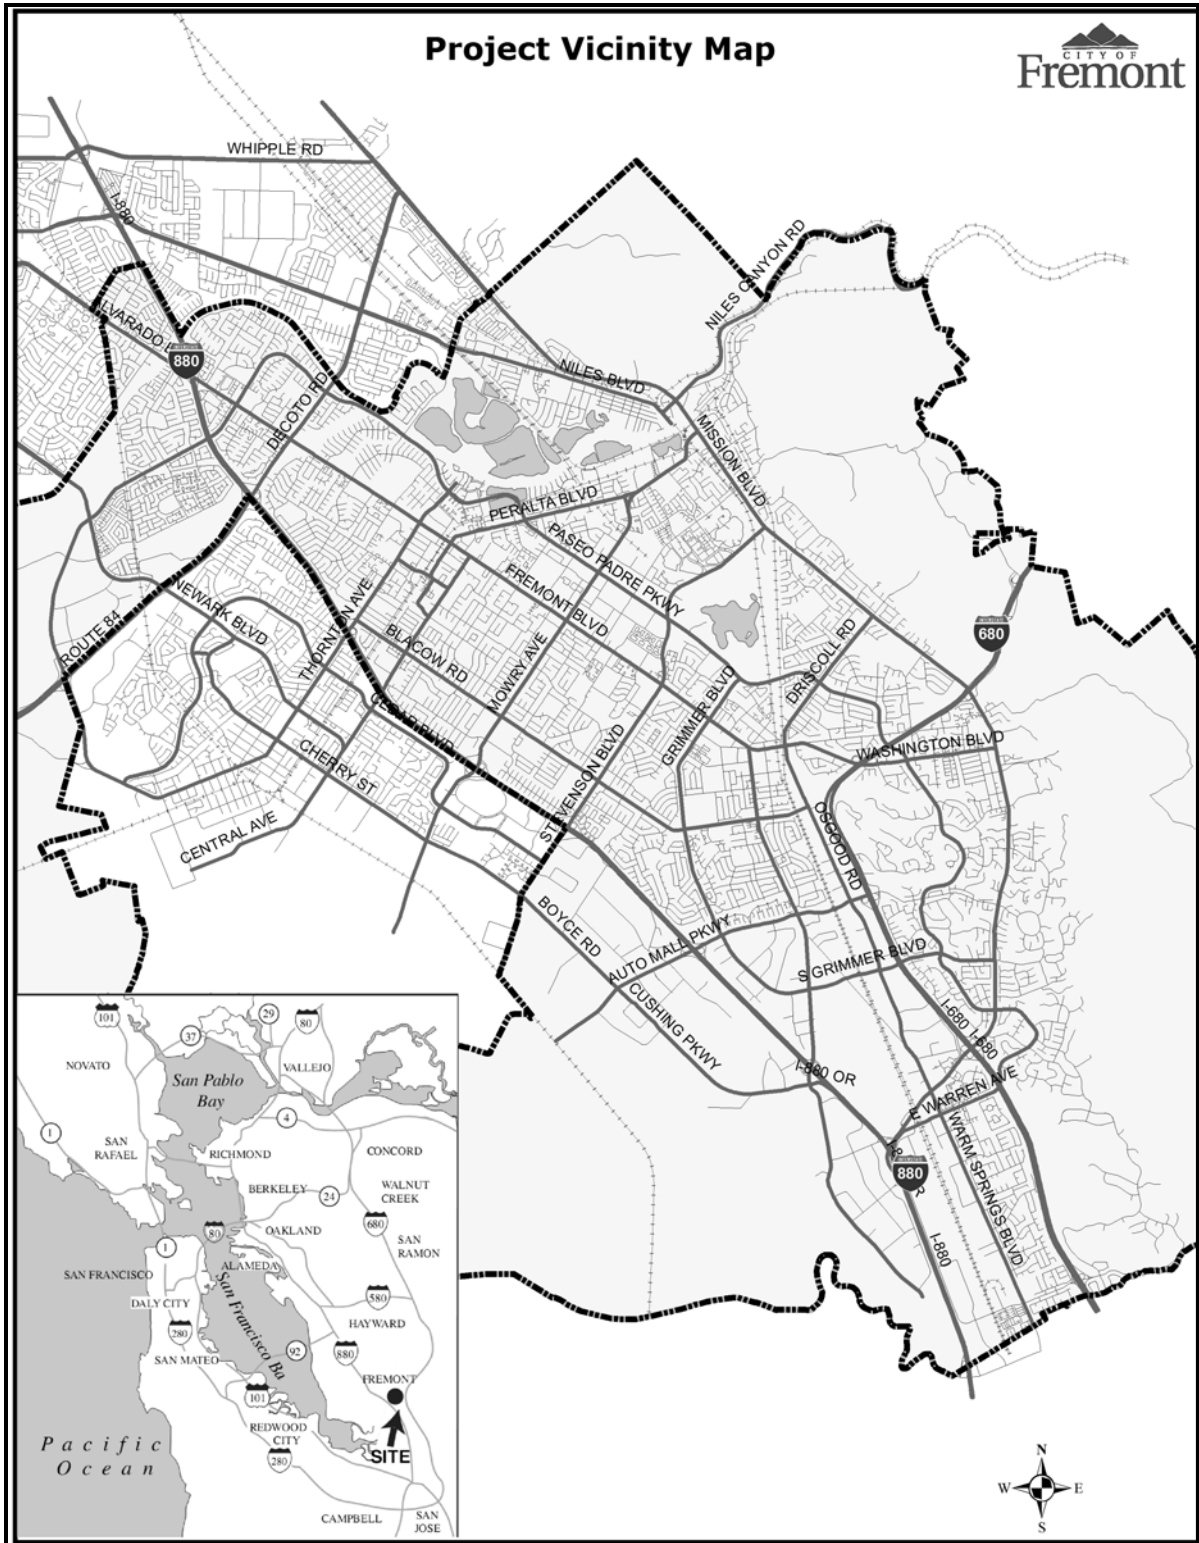 Project Vicinity Map
CITY OF
Fremont
WHIPPLE RD
I-880
NILES CANYON RD
880
NILES BLVD
DECOTO RD
MISSION BLVD
PERALTA BLVD
PASEO PADRE PKWY
FREMONT BLVD
NEWARK BLVD
THORNTON AVE
ROUTE 84
BLACOW RD
MOWRY AVE
680
DRISCOLL RD
GRIMMER BLVD
CEDAR BLVD
WASHINGTON BLVD
CHERRY ST
STEVENSON BLVD
CENTRAL AVE
OSGOOD RD
BOYCE RD
AUTO MALL PKWY
S GRIMMER BLVD
CUSHING PKWY
I-680
I-680
I-880 OR
WARREN AVE
WARM SPRINGS BLVD
880
I-880
101
29
37
80
NOVATO
VALLEJO
San Pablo
Bay
4
1
SAN
RAFAEL
RICHMOND
CONCORD
BERKELEY
24
WALNUT
CREEK
80
OAKLAND
680
1
SAN
RAMON
ALAMEDA
SAN FRANCISCO
San Francisco Ba
580
DALY CITY
HAYWARD
280
92
880
SAN MATEO
FREMONT
101
REDWOOD
CITY
SITE
280
Pacific
Ocean
CAMPBELL
SAN
JOSE
N
W
E
S